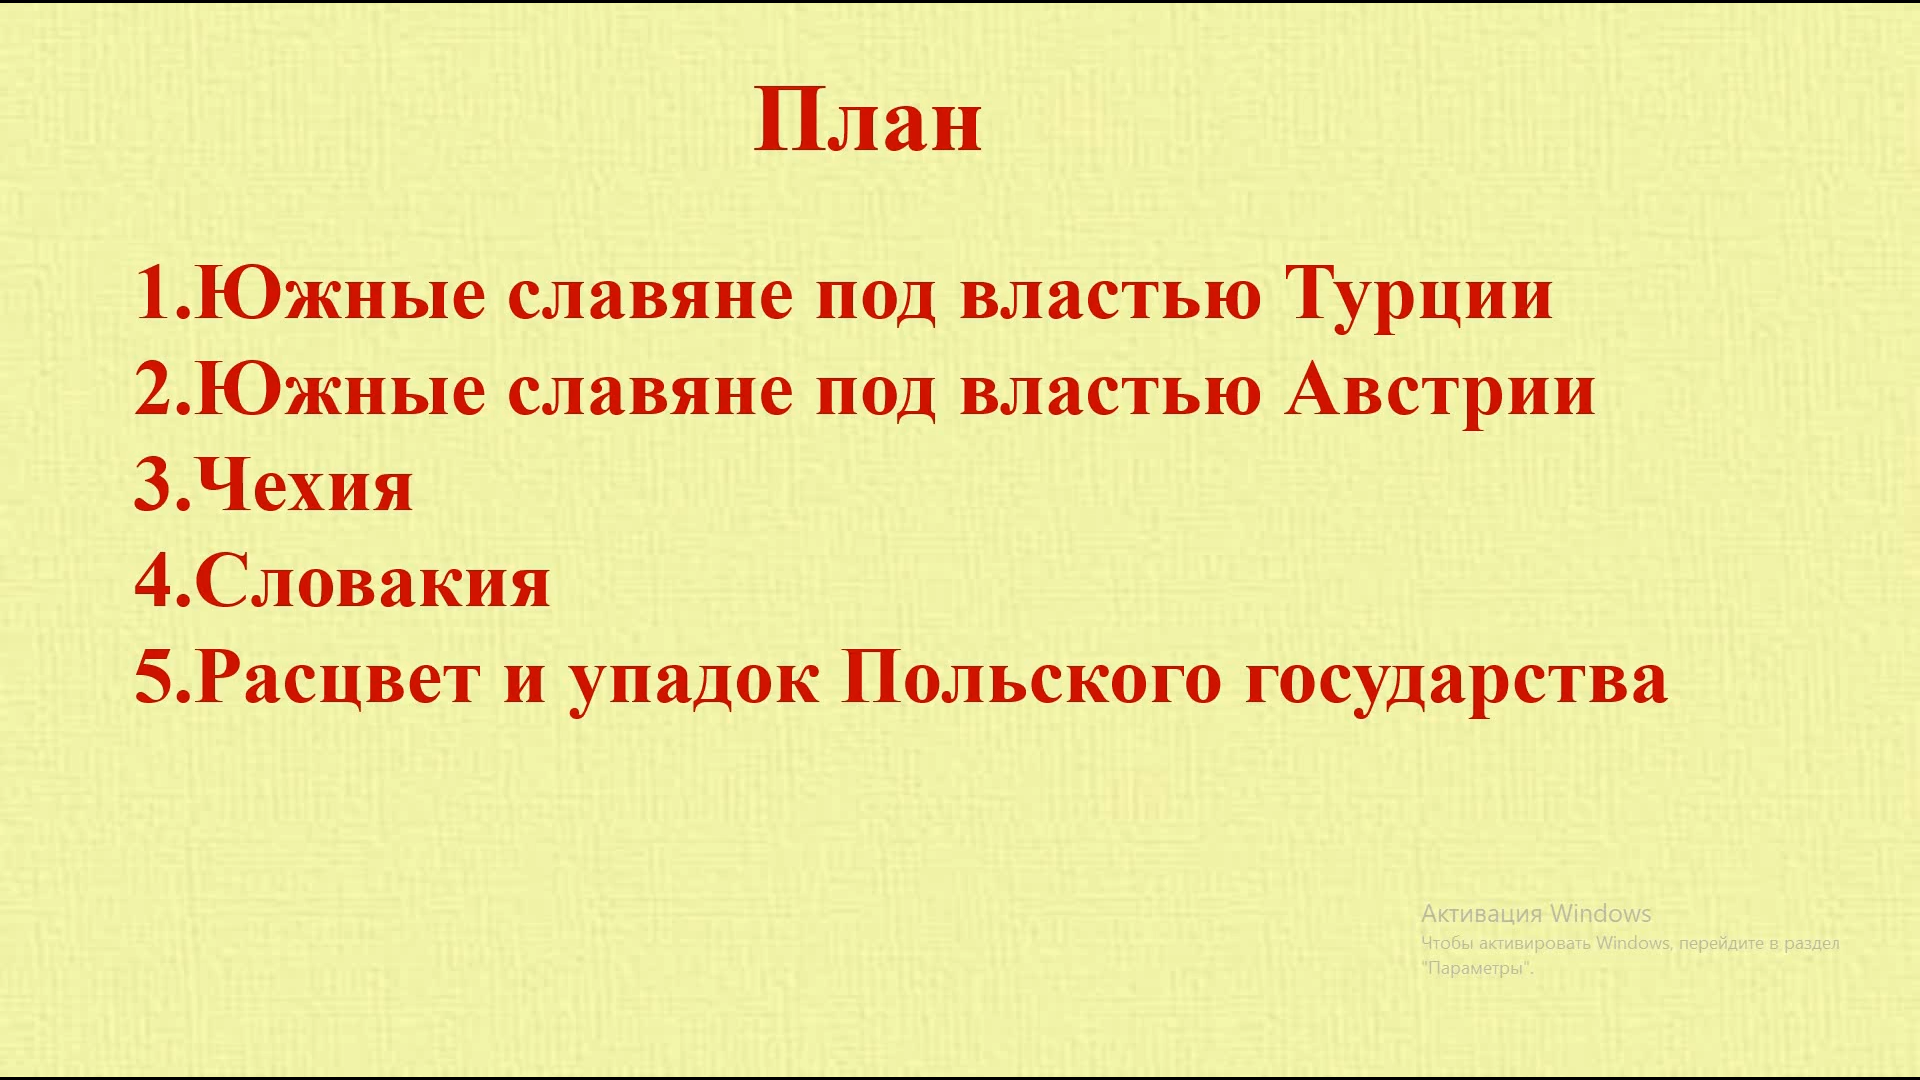 План
1.Южные славяне под властью Турции
2.Южные славяне под властью Австрии
3.Чехия
4.Словакия
5.Расцвет и упадок Польского государства
Активация Windows
Чтобы активировать Windows, перейдите в раздел
"Параметры".